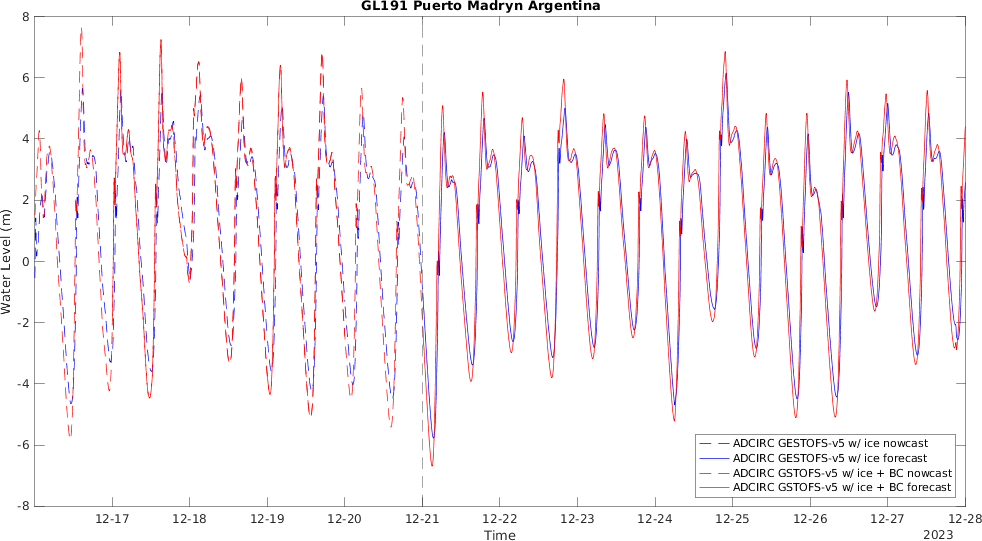 GL191 Puerto Madryn Argentina
8
6
4
2
0
-2
-4
-6
-8
Water Level (m)
ADCIRC GESTOFS-v5 w/ ice nowcast
ADCIRC GESTOFS-v5 w/ ice forecast
ADCIRC GSTOFS-v5 w/ ice + BC nowcast
ADCIRC GSTOFS-v5 w/ ice + BC forecast
12-17 12-18 12-19 12-20 12-21 12-22 12-23 12-24 12-25 12-26 12-27 12-28
Time
2023